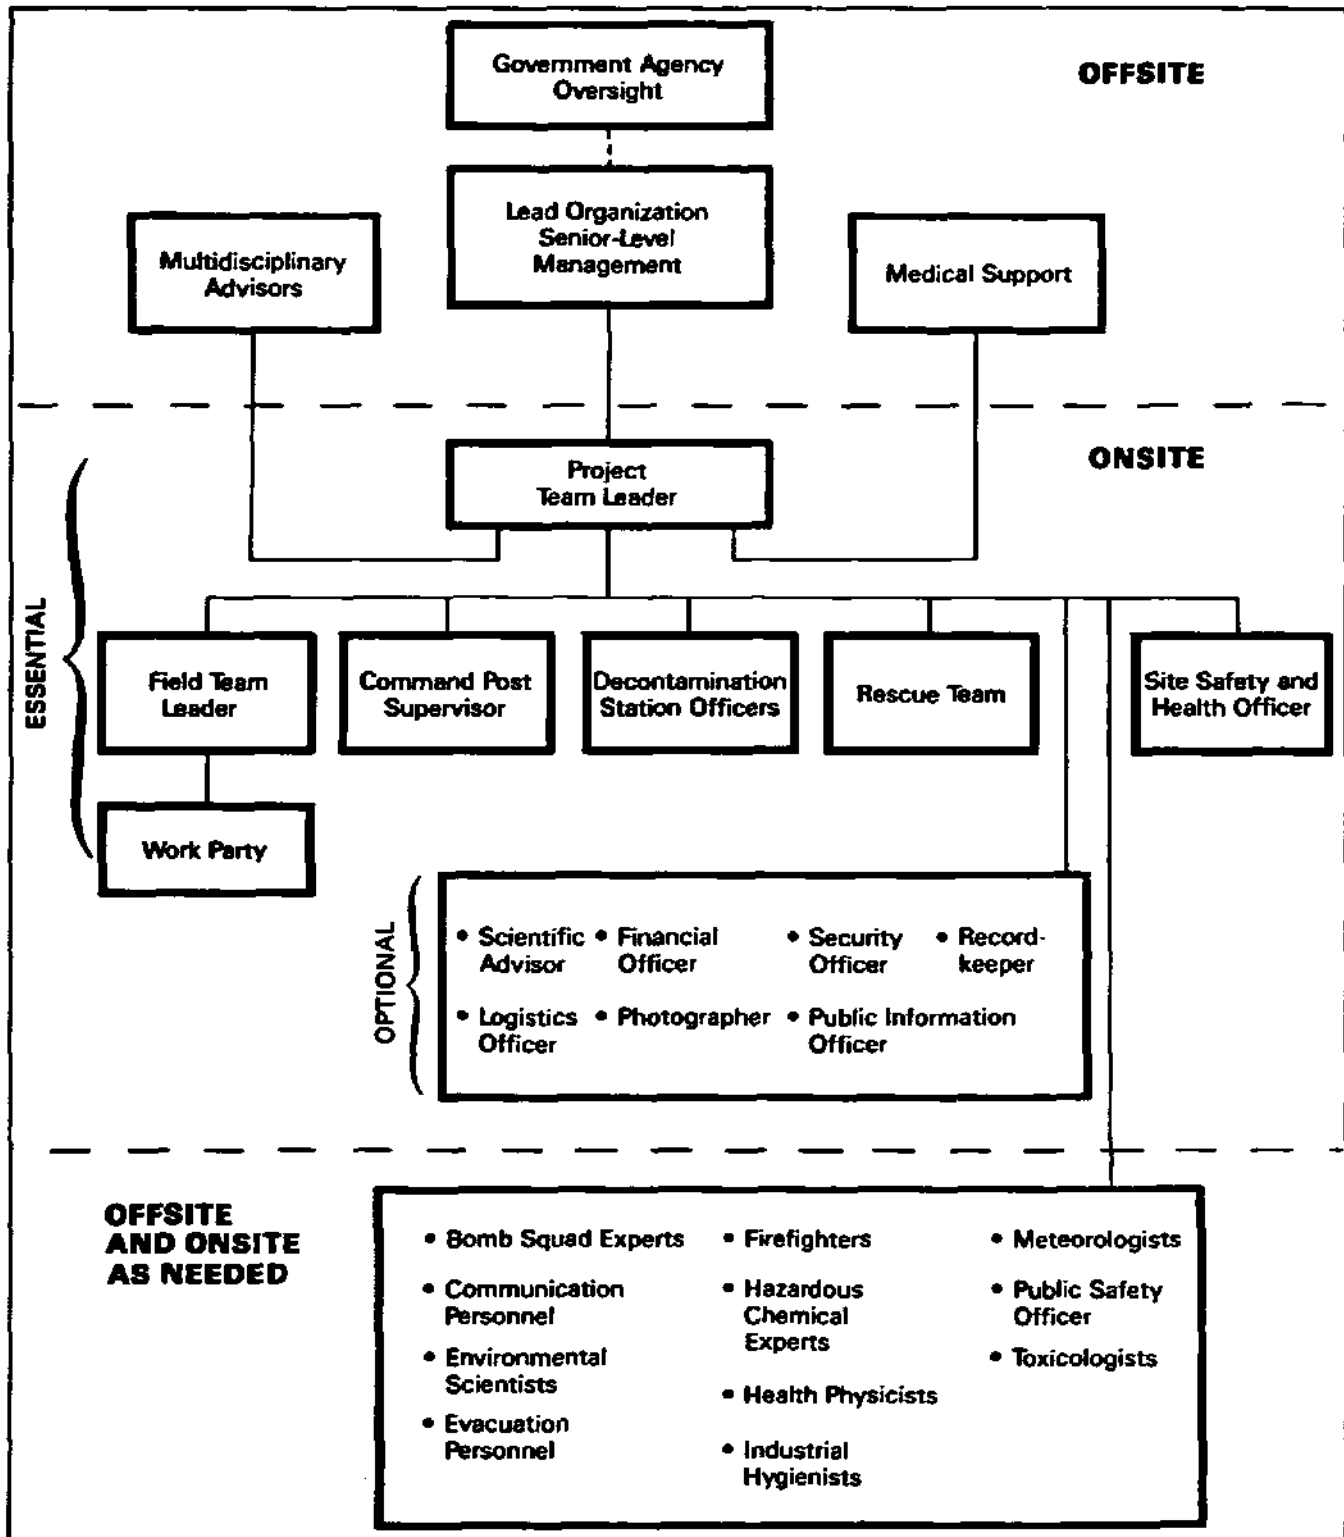 Government Agency
Oversight
OFFSITE
Lead Organization
Senior-Level
Management
Multidisciplinary
Advisors
Medical Support
ONSITE
Project
Team Leader
ESSENTIAL
Field Team
Leader
Command Post
Supervisor
Decontamination
Station Officers
Rescue Team
Site Safety and
Health Officer
Work Party
OPTIONAL
• Scientific
Advisor
• Financial
Officer
• Security
Officer
• Record-
keeper
• Logistics
Officer
• Photographer
• Public Information
Officer
OFFSITE
AND ONSITE
AS NEEDED
• Bomb Squad Experts
• Communication
Personnel
• Environmental
Scientists
• Evacuation
Personnel
• Firefighters
• Hazardous
Chemical
Experts
• Health Physicists
• Industrial
Hygienists
• Meteorologists
• Public Safety
Officer
• Toxicologists